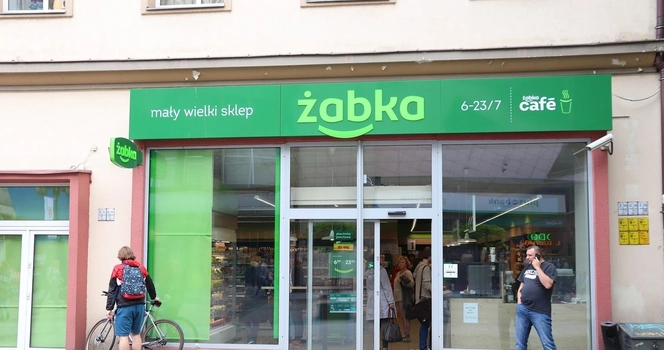 mały wielki sklep
żabka
6-23/7
żabka
café
żabka